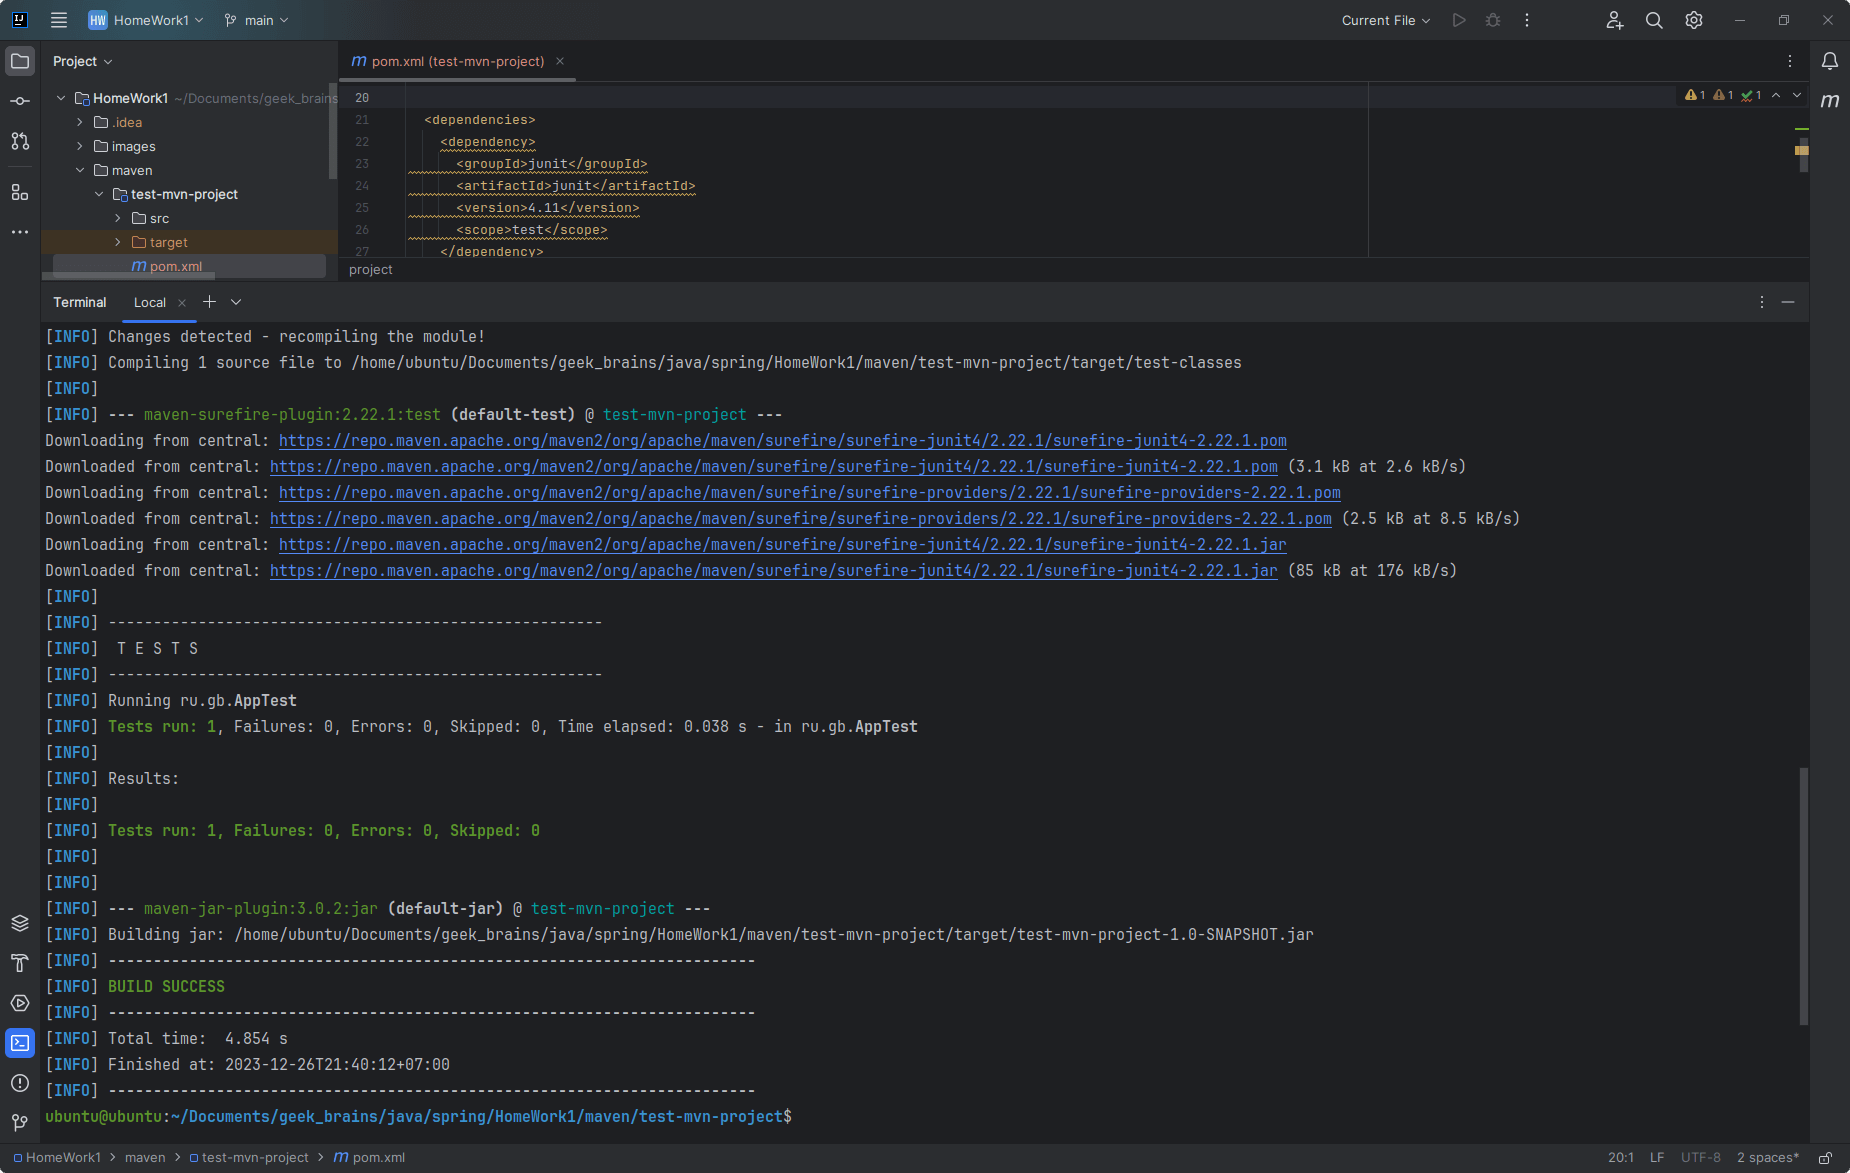 HW HomeWork1 main Current File
Project
pom.xml (test-mvn-project)
HomeWork1 ~/Documents/geek_brains
.idea
images
maven
test-mvn-project
src
target
pom.xml
20
21 <dependencies>
22 <dependency>
23 <groupId>junit</groupId>
24 <artifactId>junit</artifactId>
25 <version>4.11</version>
26 <scope>test</scope>
27 </dependency>
1 1 1
project
Terminal Local
[INFO] Changes detected - recompiling the module!
[INFO] Compiling 1 source file to /home/ubuntu/Documents/geek_brains/java/spring/HomeWork1/maven/test-mvn-project/target/test-classes
[INFO]
[INFO] --- maven-surefire-plugin:2.22.1:test (default-test) @ test-mvn-project ---
Downloading from central: https://repo.maven.apache.org/maven2/org/apache/maven/surefire/surefire-junit4/2.22.1/surefire-junit4-2.22.1.pom
Downloaded from central: https://repo.maven.apache.org/maven2/org/apache/maven/surefire/surefire-junit4/2.22.1/surefire-junit4-2.22.1.pom (3.1 kB at 2.6 kB/s)
Downloading from central: https://repo.maven.apache.org/maven2/org/apache/maven/surefire/surefire-providers/2.22.1/surefire-providers-2.22.1.pom
Downloaded from central: https://repo.maven.apache.org/maven2/org/apache/maven/surefire/surefire-providers/2.22.1/surefire-providers-2.22.1.pom (2.5 kB at 8.5 kB/s)
Downloading from central: https://repo.maven.apache.org/maven2/org/apache/maven/surefire/surefire-junit4/2.22.1/surefire-junit4-2.22.1.jar
Downloaded from central: https://repo.maven.apache.org/maven2/org/apache/maven/surefire/surefire-junit4/2.22.1/surefire-junit4-2.22.1.jar (85 kB at 176 kB/s)
[INFO]
[INFO] -------------------------------------------------------
[INFO]  T E S T S
[INFO] -------------------------------------------------------
[INFO] Running ru.gb.AppTest
[INFO] Tests run: 1, Failures: 0, Errors: 0, Skipped: 0, Time elapsed: 0.038 s - in ru.gb.AppTest
[INFO]
[INFO] Results:
[INFO]
[INFO] Tests run: 1, Failures: 0, Errors: 0, Skipped: 0
[INFO]
[INFO]
[INFO] --- maven-jar-plugin:3.0.2:jar (default-jar) @ test-mvn-project ---
[INFO] Building jar: /home/ubuntu/Documents/geek_brains/java/spring/HomeWork1/maven/test-mvn-project/target/test-mvn-project-1.0-SNAPSHOT.jar
[INFO] ------------------------------------------------------------------------
[INFO] BUILD SUCCESS
[INFO] ------------------------------------------------------------------------
[INFO] Total time:  4.854 s
[INFO] Finished at: 2023-12-26T21:40:12+07:00
[INFO] ------------------------------------------------------------------------
ubuntu@ubuntu:~/Documents/geek_brains/java/spring/HomeWork1/maven/test-mvn-project$
HomeWork1 > maven > test-mvn-project > m pom.xml 20:1 LF UTF-8 2 spaces*